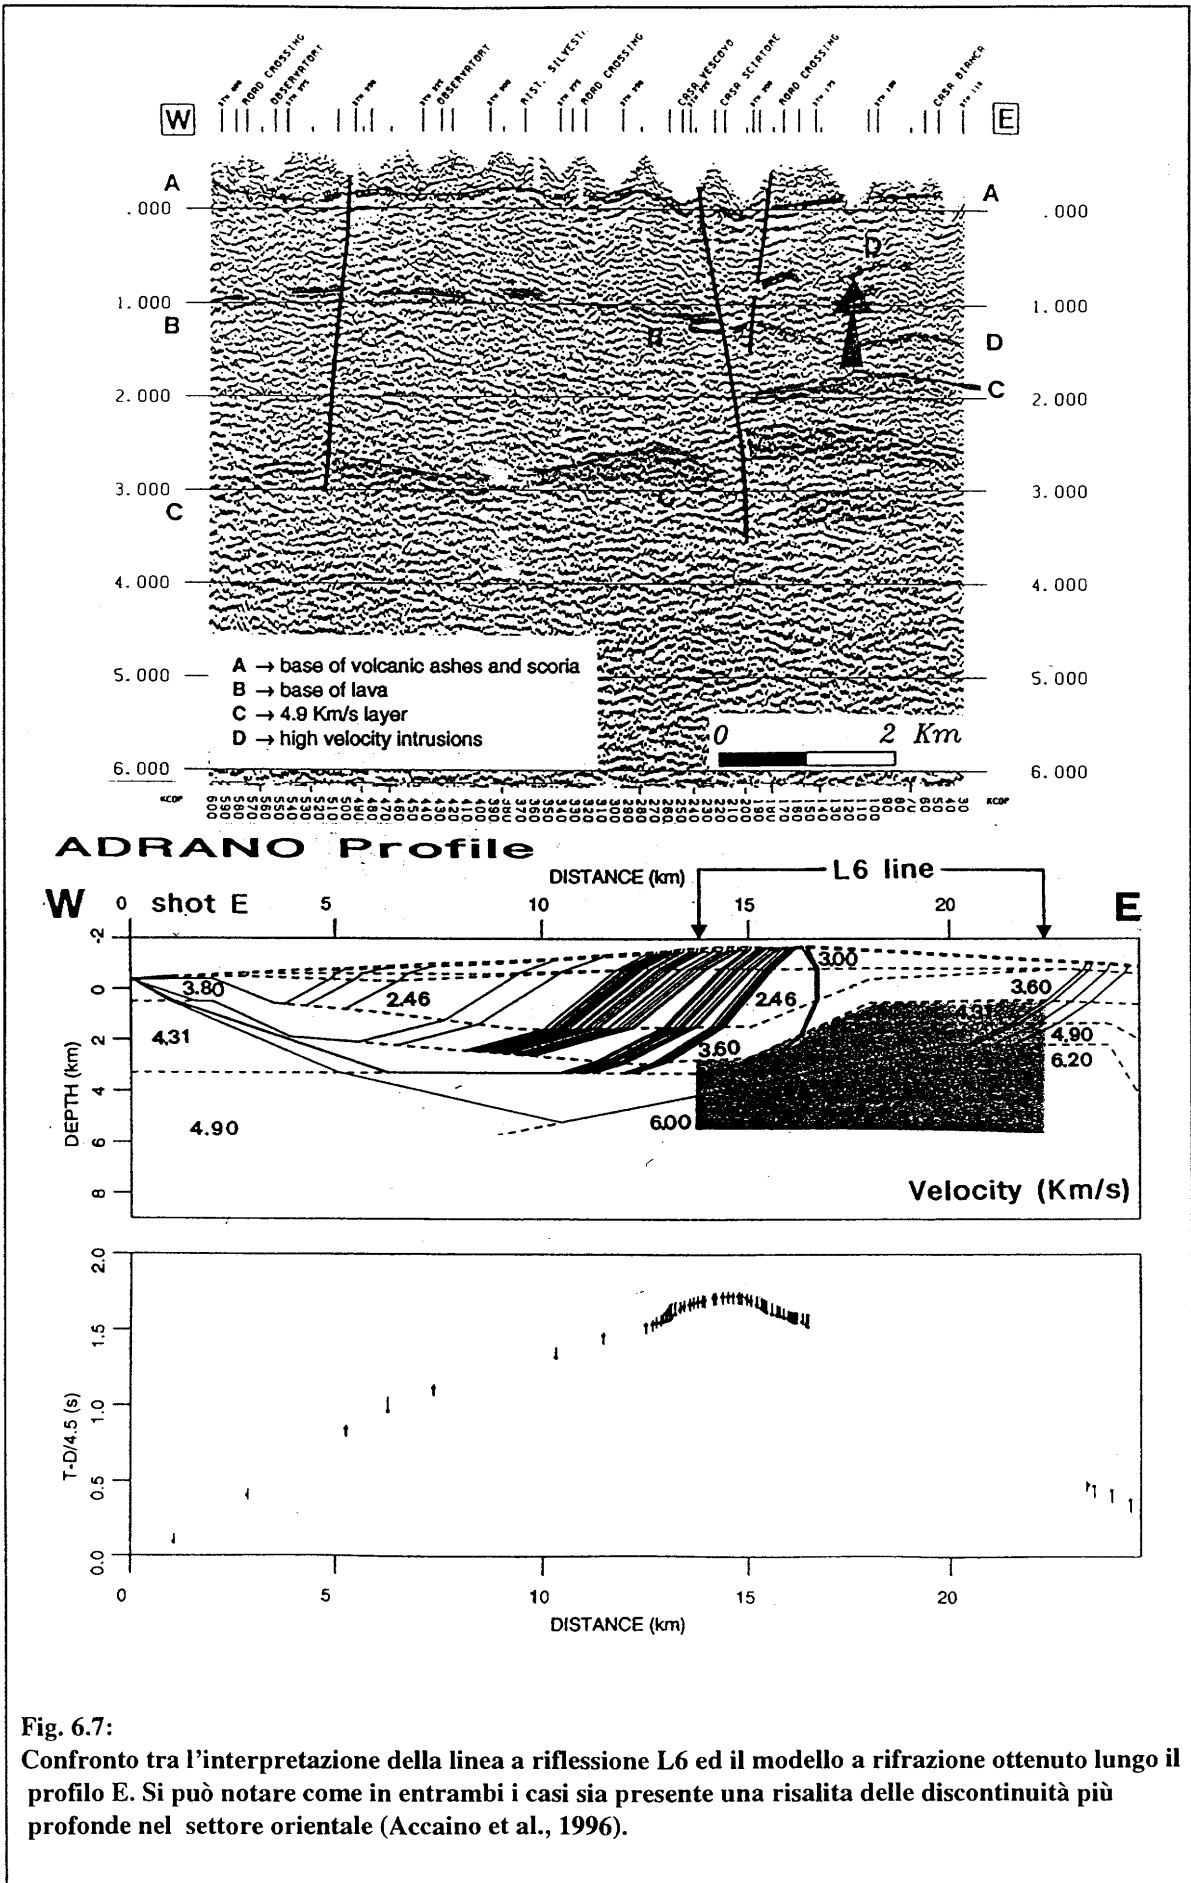 ROAD CROSSING
OBSERVATORY
OBSERVATORY
RIST. SILVESTRI
ROAD CROSSING
CASA VESCOVO
CASA SCIATORE
ROAD CROSSING
CASA BIANCA
W E
A A
.000 .000
D
1.000 1.000
B B
D
C
2.000 2.000
3.000 3.000
C C
4.000 4.000
A → base of volcanic ashes and scoria
B → base of lava
C → 4.9 Km/s layer
D → high velocity intrusions
5.000 5.000
0 2 Km
6.000 6.000
KCDP KCDP
ADRANO Profile
DISTANCE (km) L6 line
W 0 shot E 5 10 15 20 E
-2
0
2
4
6
8
DEPTH (km)
3.80 2.46 2.46 3.00 3.60
4.31 3.60 4.31 4.90
6.20
4.90 6.00
Velocity (Km/s)
2.0
1.5
1.0
0.5
0.0
T-D/4.5 (s)
0 5 10 15 20
DISTANCE (km)
Fig. 6.7:
Confronto tra l'interpretazione della linea a riflessione L6 ed il modello a rifrazione ottenuto lungo il
profilo E. Si può notare come in entrambi i casi sia presente una risalita delle discontinuità più
profonde nel settore orientale (Accaino et al., 1996).